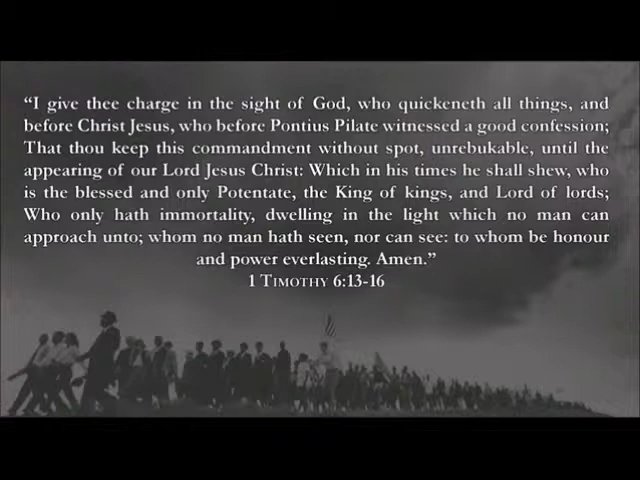 “I give thee charge in the sight of God, who quickeneth all things, and
before Christ Jesus, who before Pontius Pilate witnessed a good confession;
That thou keep this commandment without spot, unrebukable, until the
appearing of our Lord Jesus Christ: Which in his times he shall shew, who
is the blessed and only Potentate, the King of kings, and Lord of lords;
Who only hath immortality, dwelling in the light which no man can
approach unto; whom no man hath seen, nor can see: to whom be honour
and power everlasting. Amen.”
1 TIMOTHY 6:13-16